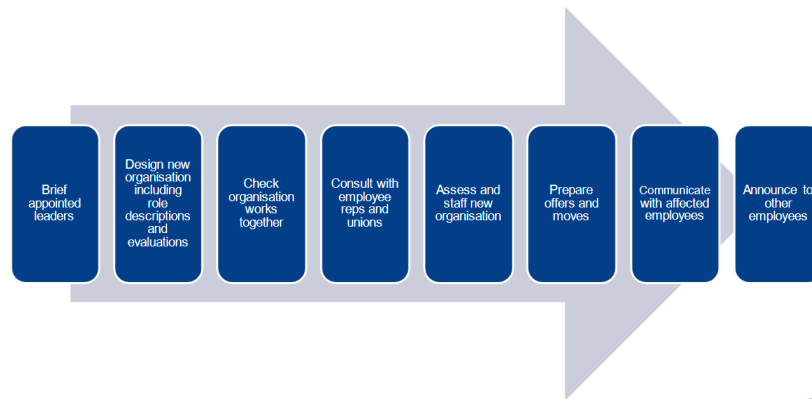 Brief
appointed
leaders
Design new
organisation
including
role
descriptions
and
evaluations
Check
organisation
works
together
Consult with
employee
reps and
unions
Assess and
staff new
organisation
Prepare
offers and
moves
Communicate
with affected
employees
Announce to
other
employees